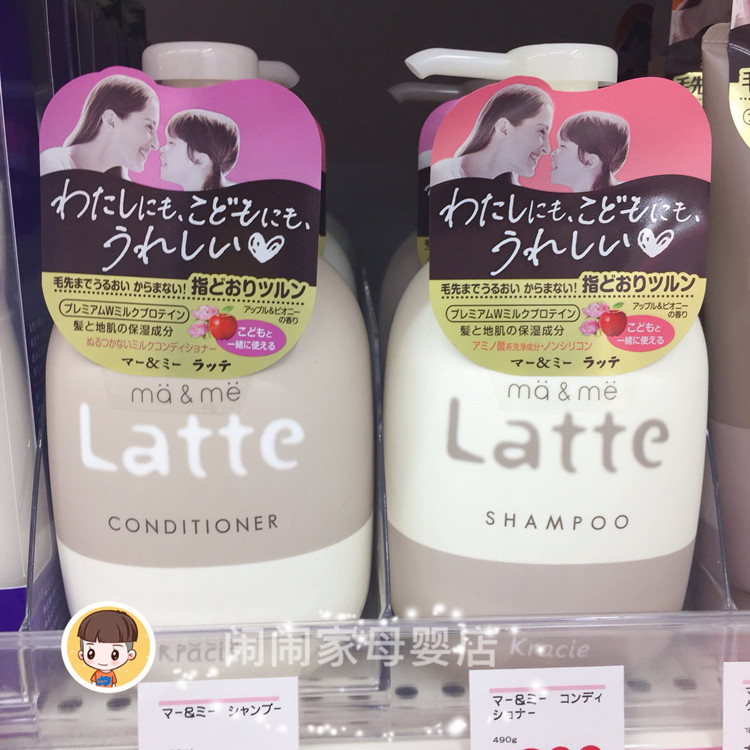 わたしにも、こどもにも、
うれしい
毛先までうるおい からまない!指どおりツルン
プレミアムWミルクプロテイン
髪と地肌の保湿成分
ぬるつかないミルクコンディショナー
アップル&ピオニー
の香り
こどもと
一緒に使える
マー&ミー ラッテ
mä & më
Latte
CONDITIONER
わたしにも、こどもにも、
うれしい
毛先までうるおい からまない!指どおりツルン
プレミアムWミルクプロテイン
髪と地肌の保湿成分
アミノ酸系洗浄成分・ノンシリコン
アップル&ピオニー
の香り
こどもと
一緒に使える
マー&ミー ラッテ
mä & më
Latte
SHAMPOO
毛先
闹闹家母婴店
Kracie
Kracie
マー&ミー シャンプー
マー&ミー コンディ
ショナー
490g